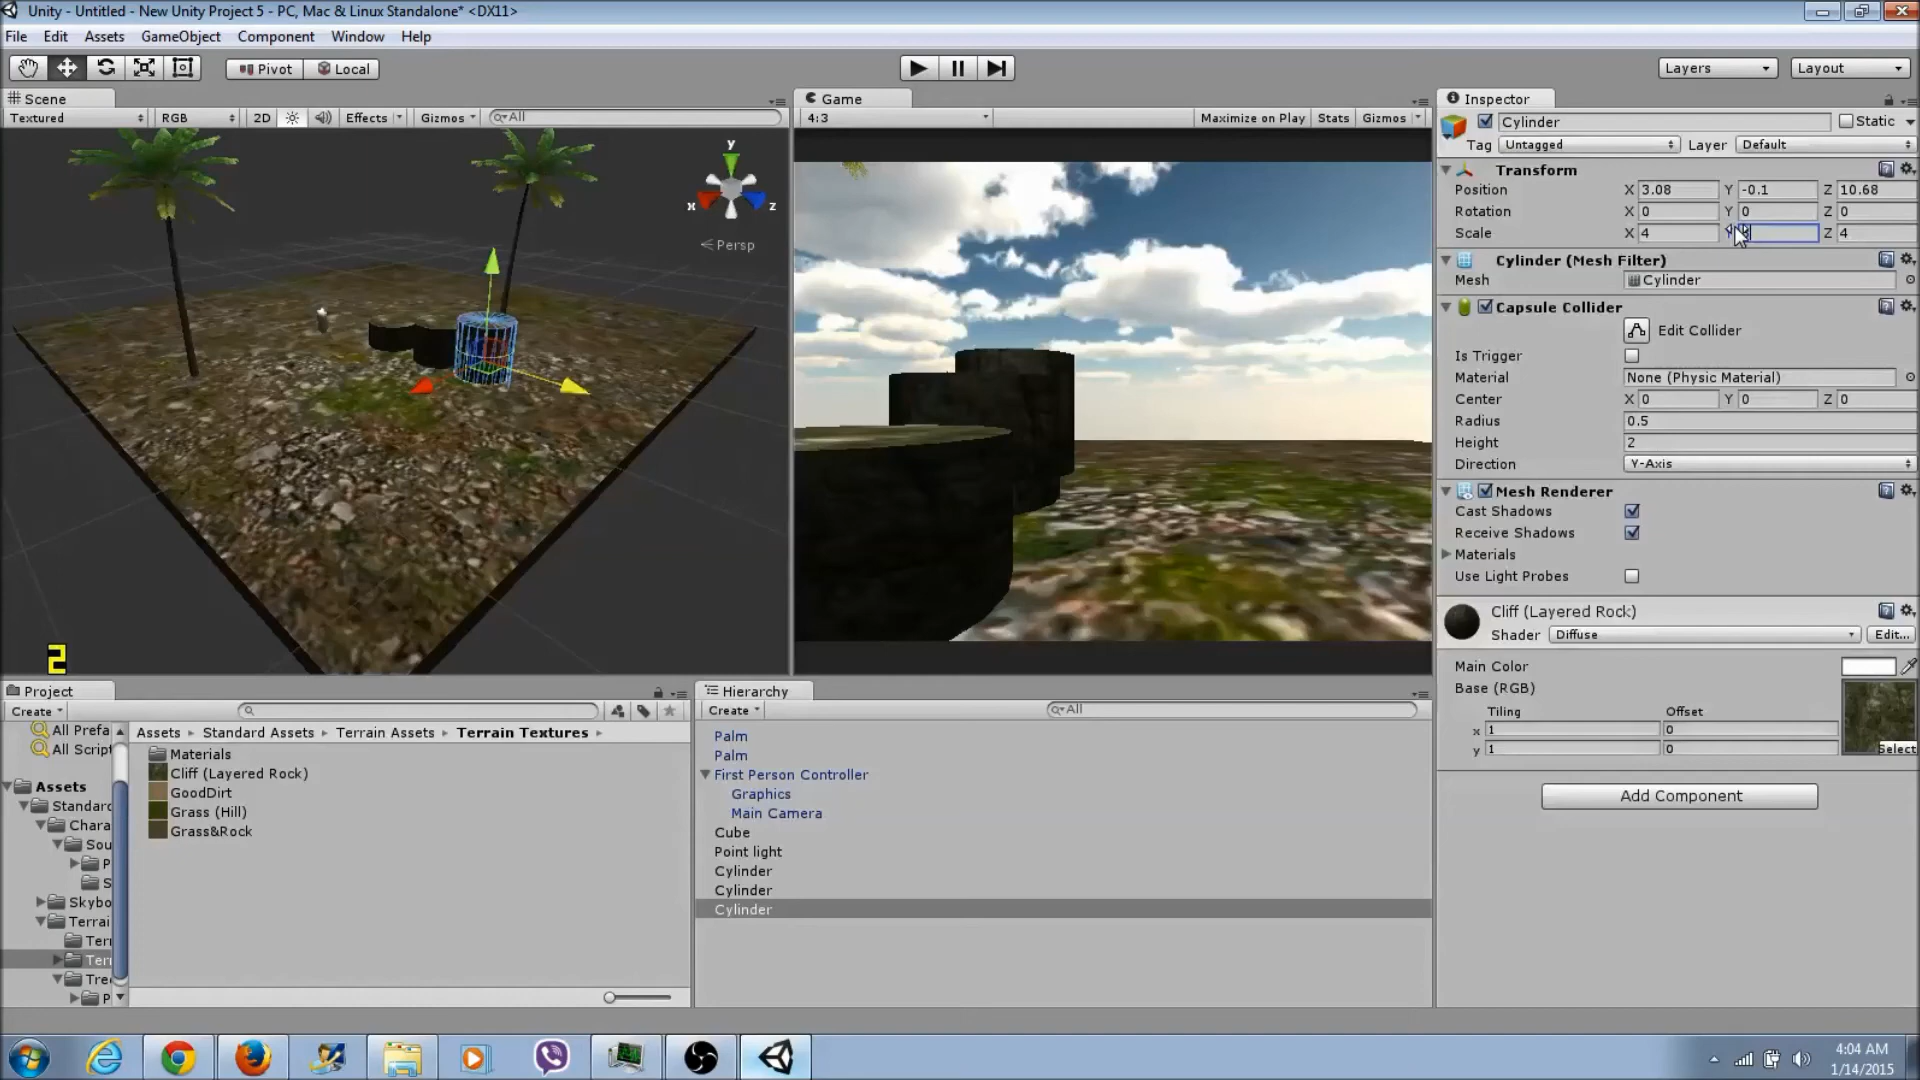 Unity - Untitled - New Unity Project 5 - PC, Mac & Linux Standalone* <DX11>
File Edit Assets GameObject Component Window Help
Pivot Local Layers Layout
Scene
Textured RGB 2D Effects Gizmos All
y
x z
Persp
2
Game
4:3 Maximize on Play Stats Gizmos
Inspector
Cylinder Static
Tag Untagged Layer Default
Transform
Position X 3.08 Y -0.1 Z 10.68
Rotation X 0 Y 0 Z 0
Scale X 4 Z 4
Cylinder (Mesh Filter)
Mesh Cylinder
Capsule Collider
Edit Collider
Is Trigger
Material None (Physic Material)
Center X 0 Y 0 Z 0
Radius 0.5
Height 2
Direction Y-Axis
Mesh Renderer
Cast Shadows
Receive Shadows
Materials
Use Light Probes
Cliff (Layered Rock)
Shader Diffuse Edit...
Main Color
Base (RGB)
Tiling Offset
x 1 0
y 1 0
Select
Add Component
Project
Create
All Prefa
All Script
Assets
Standard
Chara
Sou
P
S
Skybo
Terrai
Terr
Terr
Tree
P
Assets Standard Assets Terrain Assets Terrain Textures
Materials
Cliff (Layered Rock)
GoodDirt
Grass (Hill)
Grass&Rock
Hierarchy
Create All
Palm
Palm
First Person Controller
Graphics
Main Camera
Cube
Point light
Cylinder
Cylinder
Cylinder
4:04 AM
1/14/2015